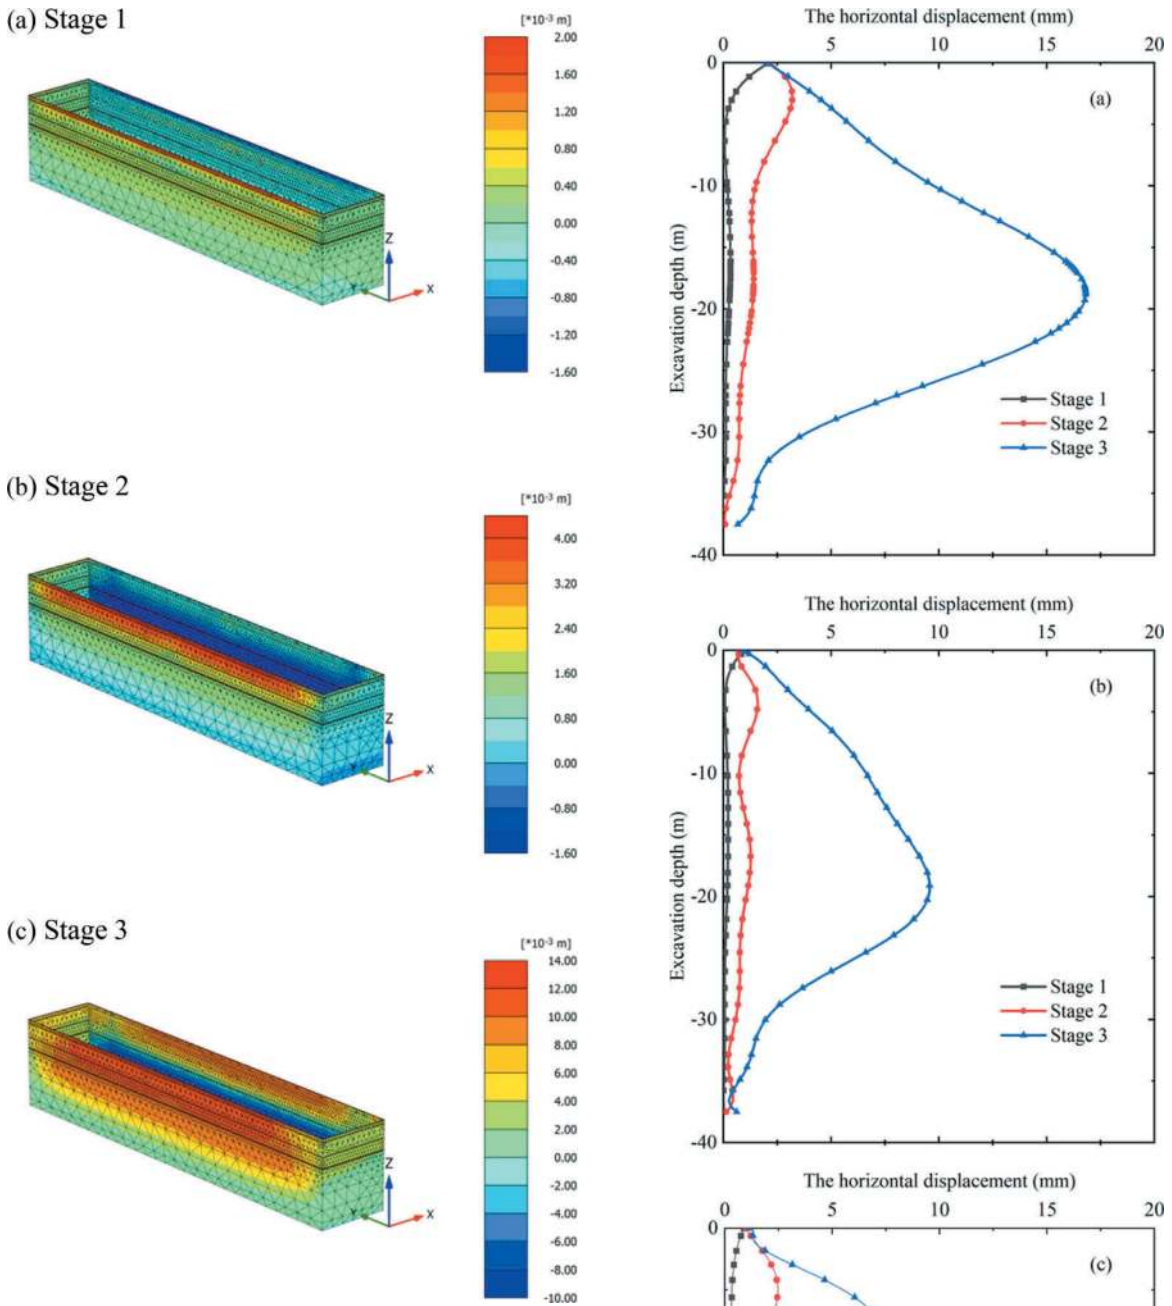 (a) Stage 1
[*10-3 m]
2.00
1.60
1.20
0.80
0.40
0.00
-0.40
-0.80
-1.20
-1.60
Z
Y
X
(b) Stage 2
[*10-3 m]
4.00
3.20
2.40
1.60
0.80
0.00
-0.80
-1.60
Z
Y
X
(c) Stage 3
[*10-3 m]
14.00
12.00
10.00
8.00
6.00
4.00
2.00
0.00
-2.00
-4.00
-6.00
-8.00
-10.00
Z
Y
X
The horizontal displacement (mm)
0 5 10 15 20
0
-10
-20
-30
-40
Excavation depth (m)
(a)
Stage 1
Stage 2
Stage 3
The horizontal displacement (mm)
0 5 10 15 20
0
-10
-20
-30
-40
Excavation depth (m)
(b)
Stage 1
Stage 2
Stage 3
The horizontal displacement (mm)
0 5 10 15 20
0
(c)